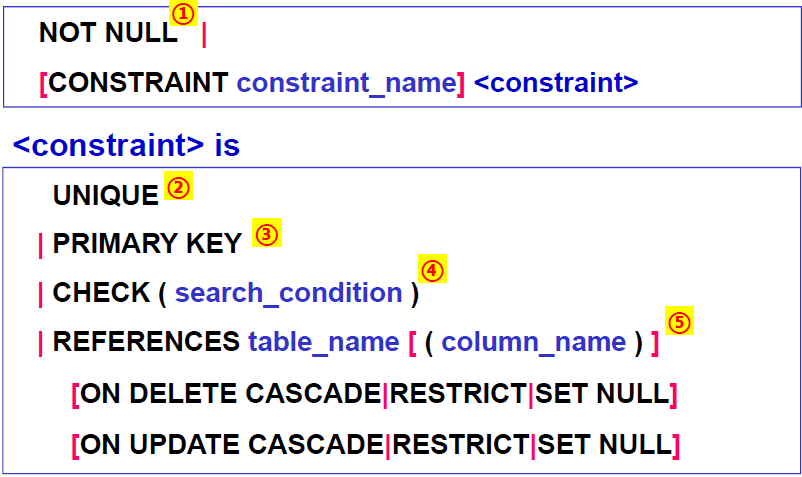 NOT NULL ① |
[CONSTRAINT constraint_name] <constraint>
<constraint> is
UNIQUE ②
| PRIMARY KEY ③
| CHECK ( search_condition ) ④
| REFERENCES table_name [ ( column_name ) ] ⑤
[ON DELETE CASCADE|RESTRICT|SET NULL]
[ON UPDATE CASCADE|RESTRICT|SET NULL]